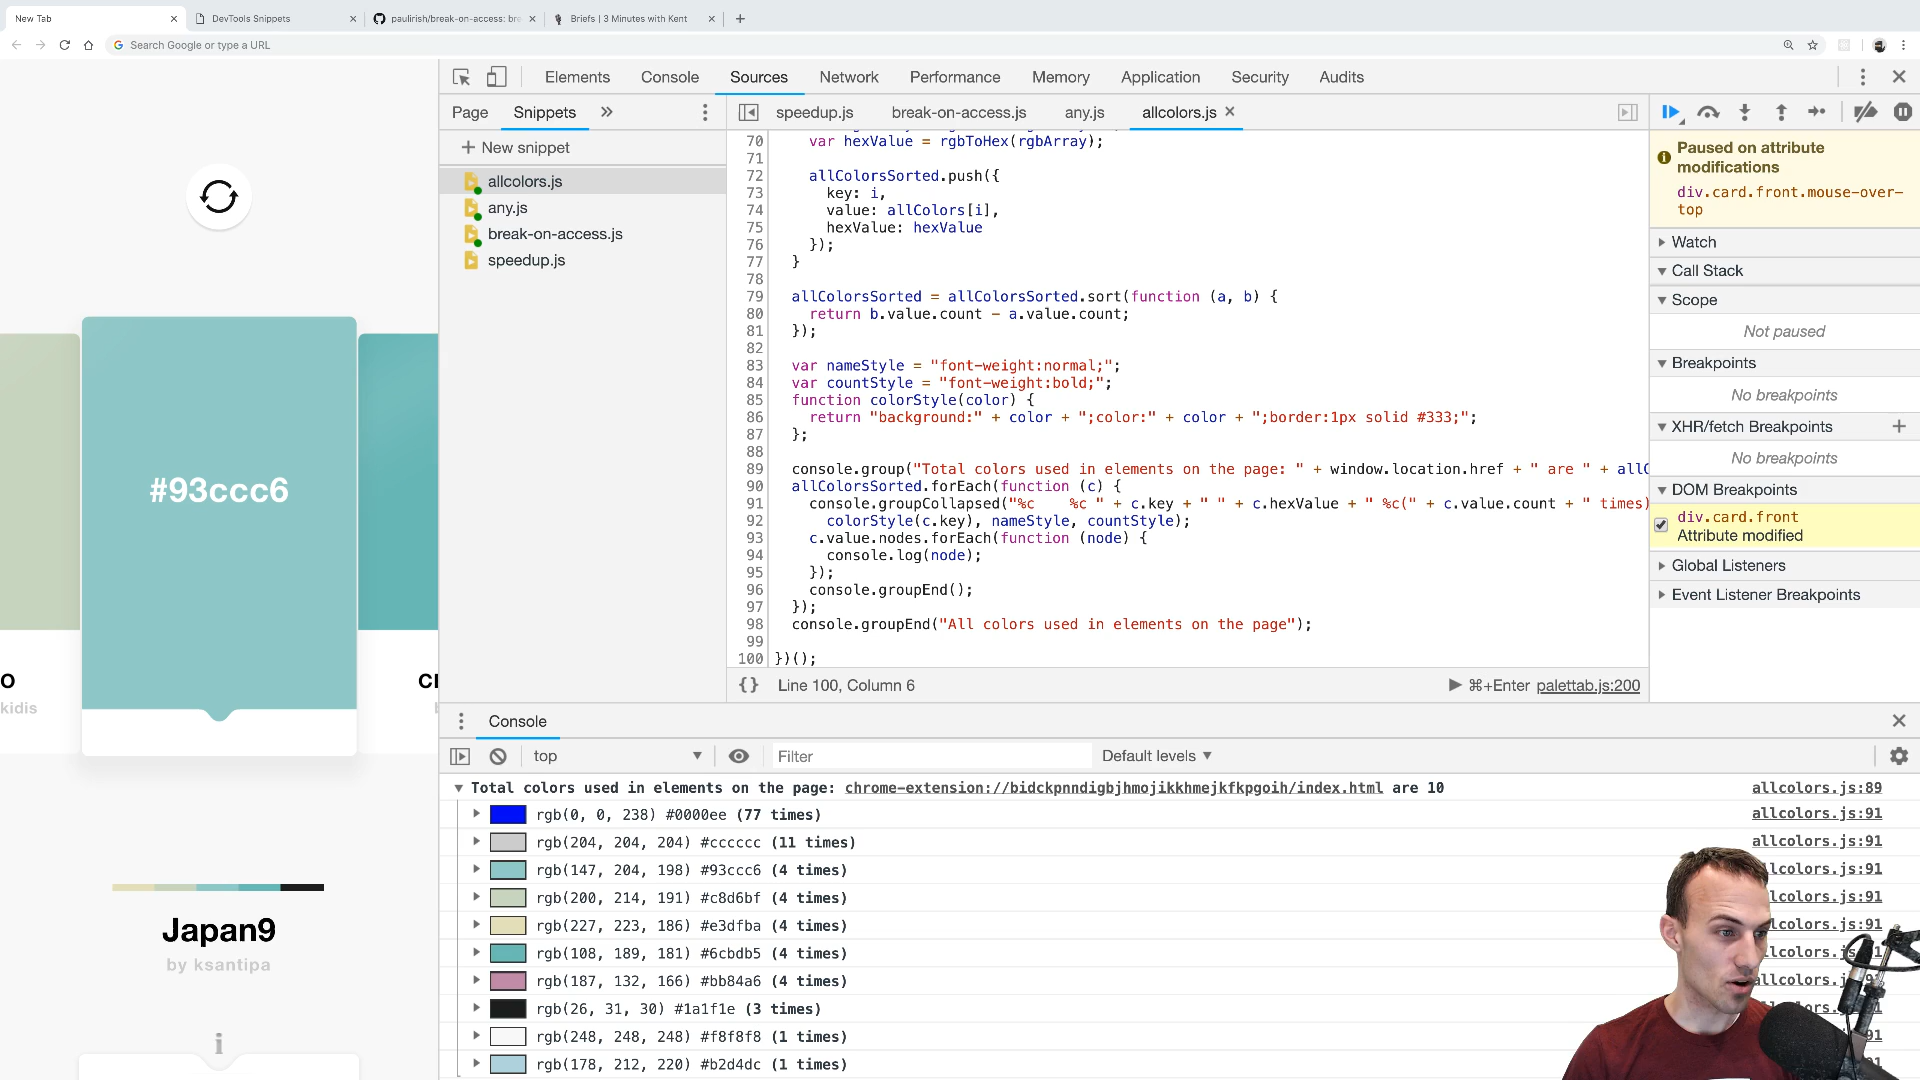 New Tab
DevTools Snippets
paulirish/break-on-access: bre
Briefs | 3 Minutes with Kent
Search Google or type a URL
Elements
Console
Sources
Network
Performance
Memory
Application
Security
Audits
Page
Snippets
speedup.js
break-on-access.js
any.js
allcolors.js
New snippet
allcolors.js
any.js
break-on-access.js
speedup.js
70 var hexValue = rgbToHex(rgbArray);
71
72 allColorsSorted.push({
73 key: i,
74 value: allColors[i],
75 hexValue: hexValue
76 });
77 }
78
79 allColorsSorted = allColorsSorted.sort(function (a, b) {
80 return b.value.count - a.value.count;
81 });
82
83 var nameStyle = "font-weight:normal;";
84 var countStyle = "font-weight:bold;";
85 function colorStyle(color) {
86 return "background:" + color + ";color:" + color + ";border:1px solid #333;";
87 };
88
89 console.group("Total colors used in elements on the page: " + window.location.href + " are " + allC
90 allColorsSorted.forEach(function (c) {
91 console.groupCollapsed("%c    %c " + c.key + " " + c.hexValue + " %c(" + c.value.count + " times)
92 colorStyle(c.key), nameStyle, countStyle);
93 c.value.nodes.forEach(function (node) {
94 console.log(node);
95 });
96 console.groupEnd();
97 });
98 console.groupEnd("All colors used in elements on the page");
99
100 })();
{} Line 100, Column 6
⌘+Enter palettab.js:200
Paused on attribute
modifications
div.card.front.mouse-over-
top
Watch
Call Stack
Scope
Not paused
Breakpoints
No breakpoints
XHR/fetch Breakpoints
No breakpoints
DOM Breakpoints
div.card.front
Attribute modified
Global Listeners
Event Listener Breakpoints
#93ccc6
O
kidis
Japan9
by ksantipa
i
Console
top
Filter
Default levels
Total colors used in elements on the page: chrome-extension://bidckpnndigbjhmojikkhmejkfkpgoih/index.html are 10 allcolors.js:89
rgb(0, 0, 238) #0000ee (77 times) allcolors.js:91
rgb(204, 204, 204) #cccccc (11 times) allcolors.js:91
rgb(147, 204, 198) #93ccc6 (4 times) lcolors.js:91
rgb(200, 214, 191) #c8d6bf (4 times) lcolors.js:91
rgb(227, 223, 186) #e3dfba (4 times) lcolors.js:91
rgb(108, 189, 181) #6cbdb5 (4 times)
rgb(187, 132, 166) #bb84a6 (4 times)
rgb(26, 31, 30) #1a1f1e (3 times)
rgb(248, 248, 248) #f8f8f8 (1 times)
rgb(178, 212, 220) #b2d4dc (1 times)